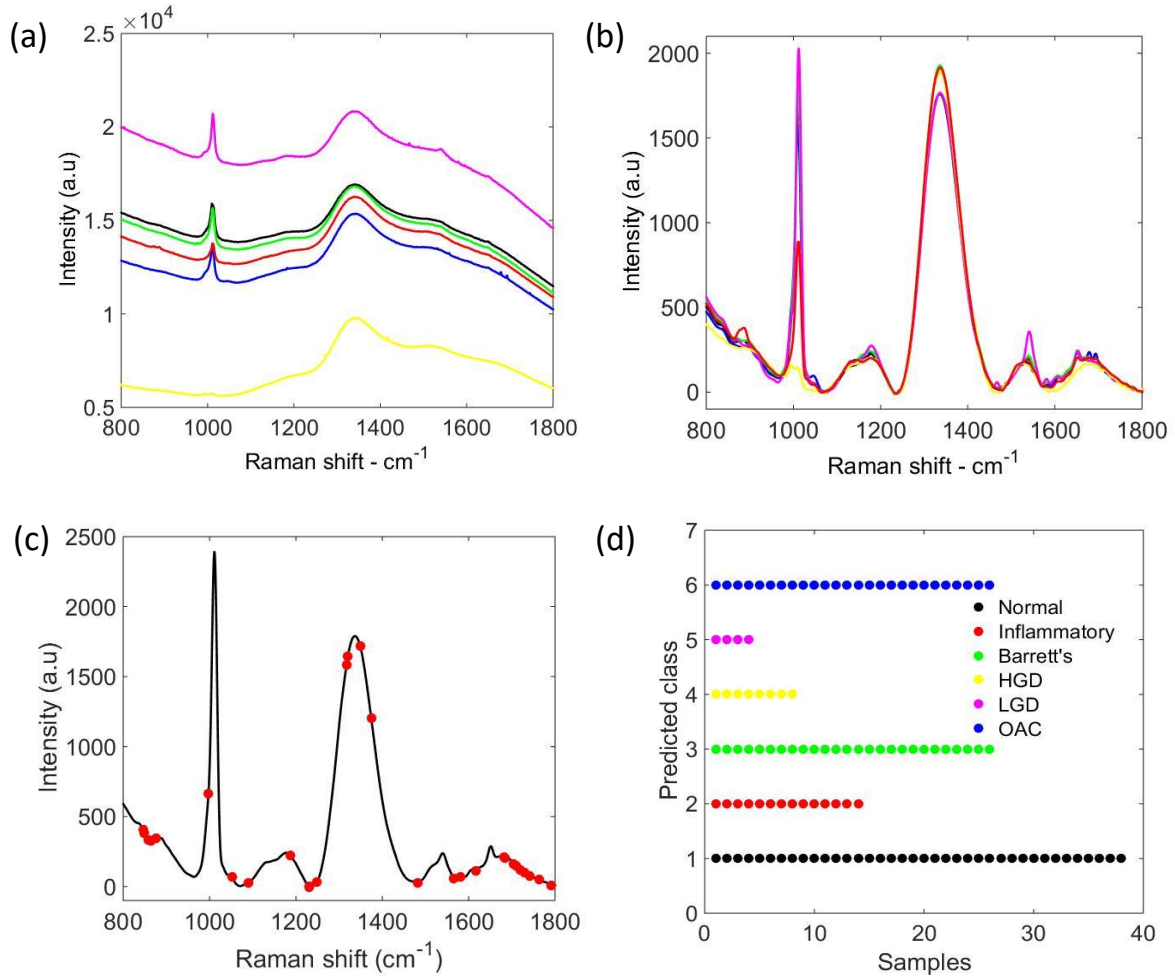 (a)
×10⁴
2.5
2
1.5
1
0.5
Intensity (a.u)
800 1000 1200 1400 1600 1800
Raman shift - cm⁻¹
(b)
2000
1500
1000
500
0
Intensity (a.u)
800 1000 1200 1400 1600 1800
Raman shift - cm⁻¹
(c)
2500
2000
1500
1000
500
0
Intensity (a.u)
800 1000 1200 1400 1600 1800
Raman shift (cm⁻¹)
(d)
7
6
5
4
3
2
1
0
Predicted class
Normal
Inflammatory
Barrett's
HGD
LGD
OAC
0 10 20 30 40
Samples